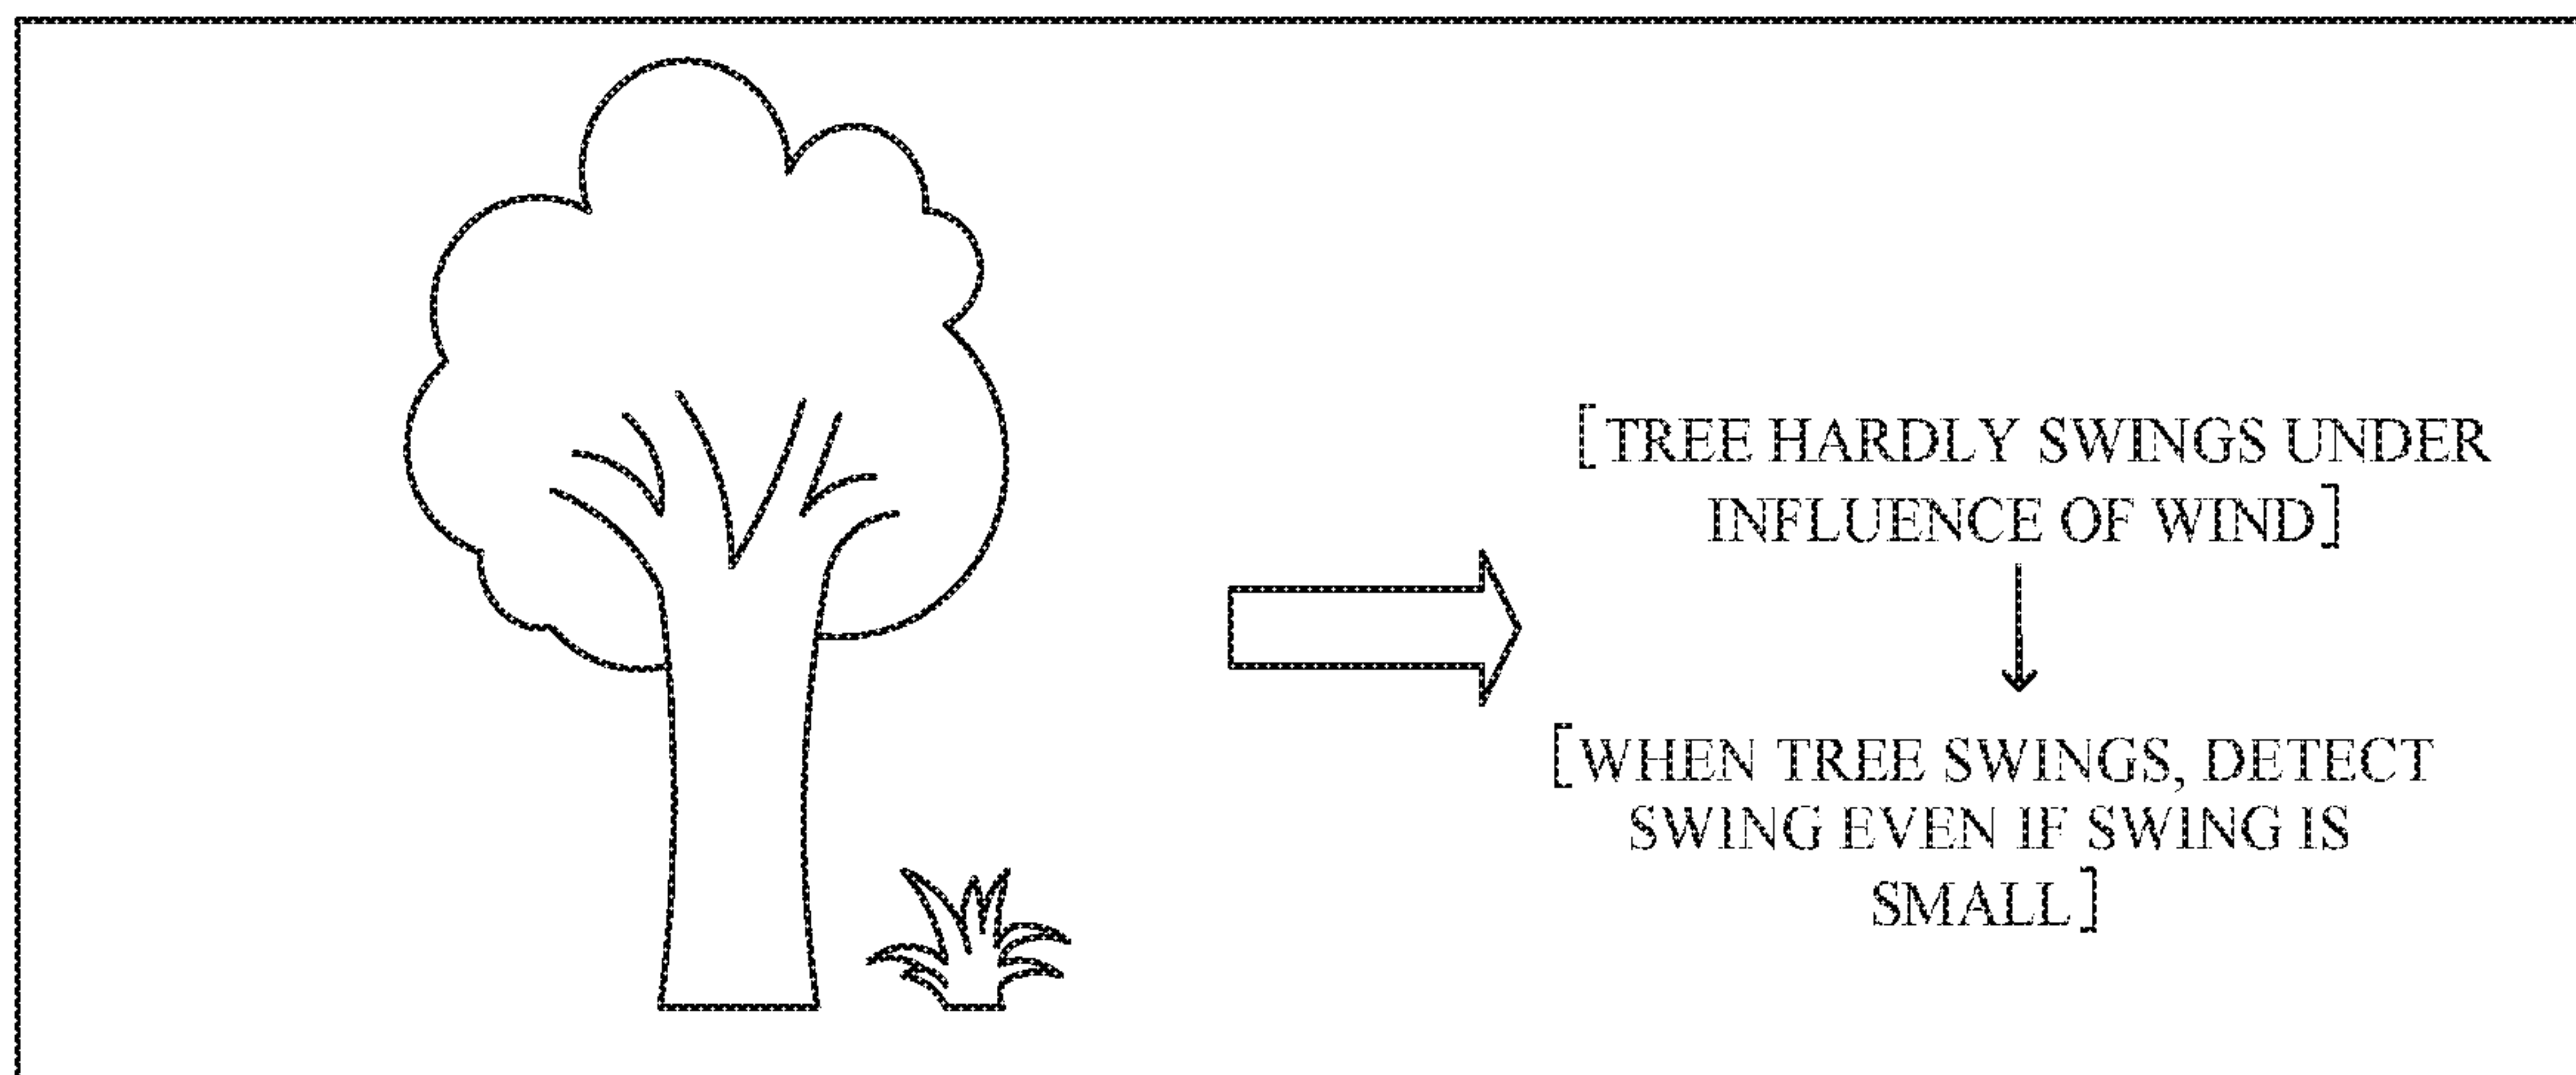 [TREE HARDLY SWINGS UNDER
INFLUENCE OF WIND]
[WHEN TREE SWINGS, DETECT
SWING EVEN IF SWING IS
SMALL]